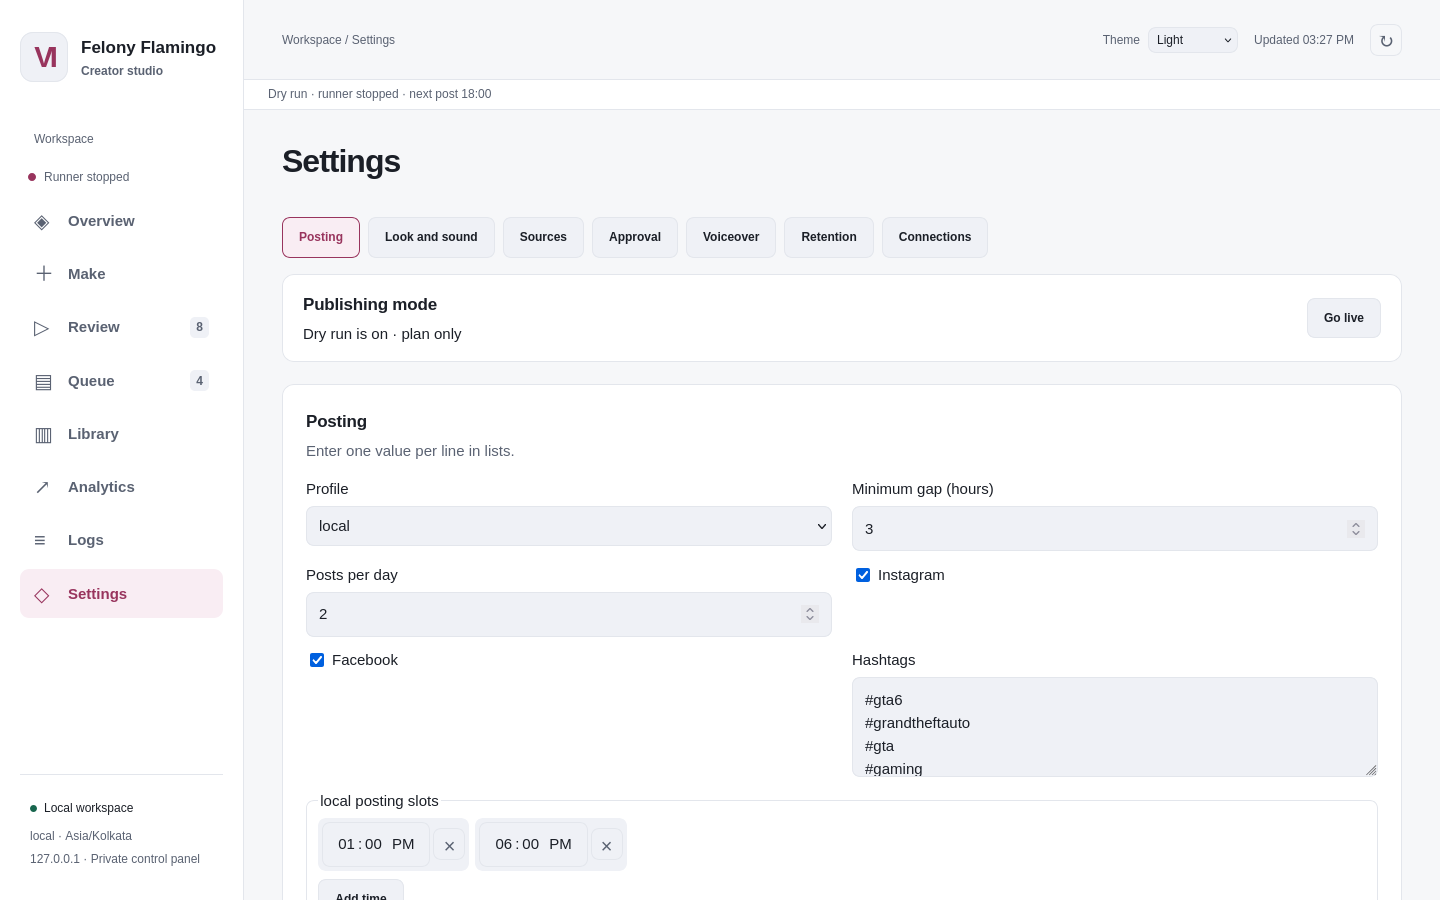 VI
Felony Flamingo
Creator studio
Workspace
Runner stopped
Overview
Make
Review 8
Queue 4
Library
Analytics
Logs
Settings
Local workspace
local · Asia/Kolkata
127.0.0.1 · Private control panel
Workspace / Settings
Theme Light Updated 03:27 PM
Dry run · runner stopped · next post 18:00
Settings
Posting Look and sound Sources Approval Voiceover Retention Connections
Publishing mode
Dry run is on · plan only
Go live
Posting
Enter one value per line in lists.
Profile
local
Minimum gap (hours)
3
Posts per day
2
Instagram
Facebook
Hashtags
#gta6
#grandtheftauto
#gta
#gaming
local posting slots
01:00 PM × 06:00 PM ×
Add time